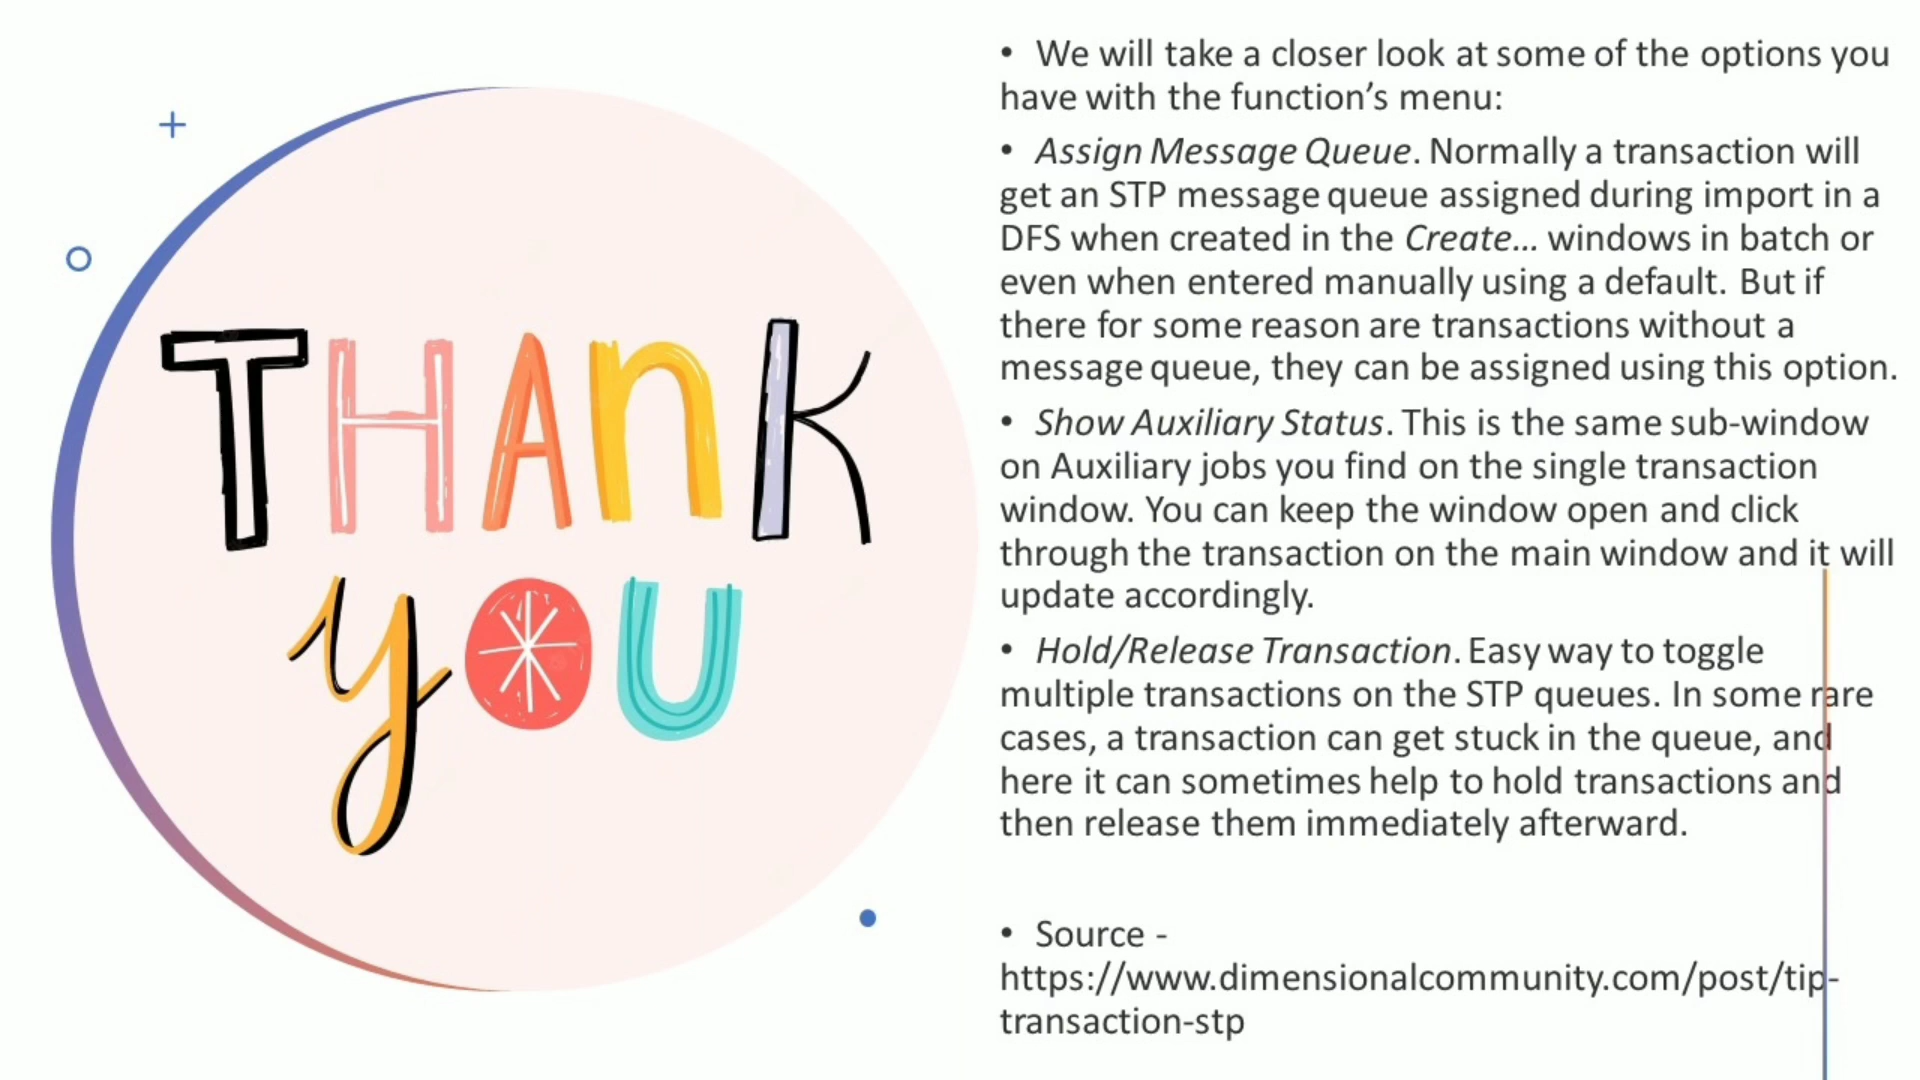 THAnK
yOU
• We will take a closer look at some of the options you
have with the function’s menu:
• Assign Message Queue. Normally a transaction will
get an STP message queue assigned during import in a
DFS when created in the Create... windows in batch or
even when entered manually using a default. But if
there for some reason are transactions without a
message queue, they can be assigned using this option.
• Show Auxiliary Status. This is the same sub-window
on Auxiliary jobs you find on the single transaction
window. You can keep the window open and click
through the transaction on the main window and it will
update accordingly.
• Hold/Release Transaction. Easy way to toggle
multiple transactions on the STP queues. In some rare
cases, a transaction can get stuck in the queue, and
here it can sometimes help to hold transactions and
then release them immediately afterward.
• Source -
https://www.dimensionalcommunity.com/post/tip-
transaction-stp